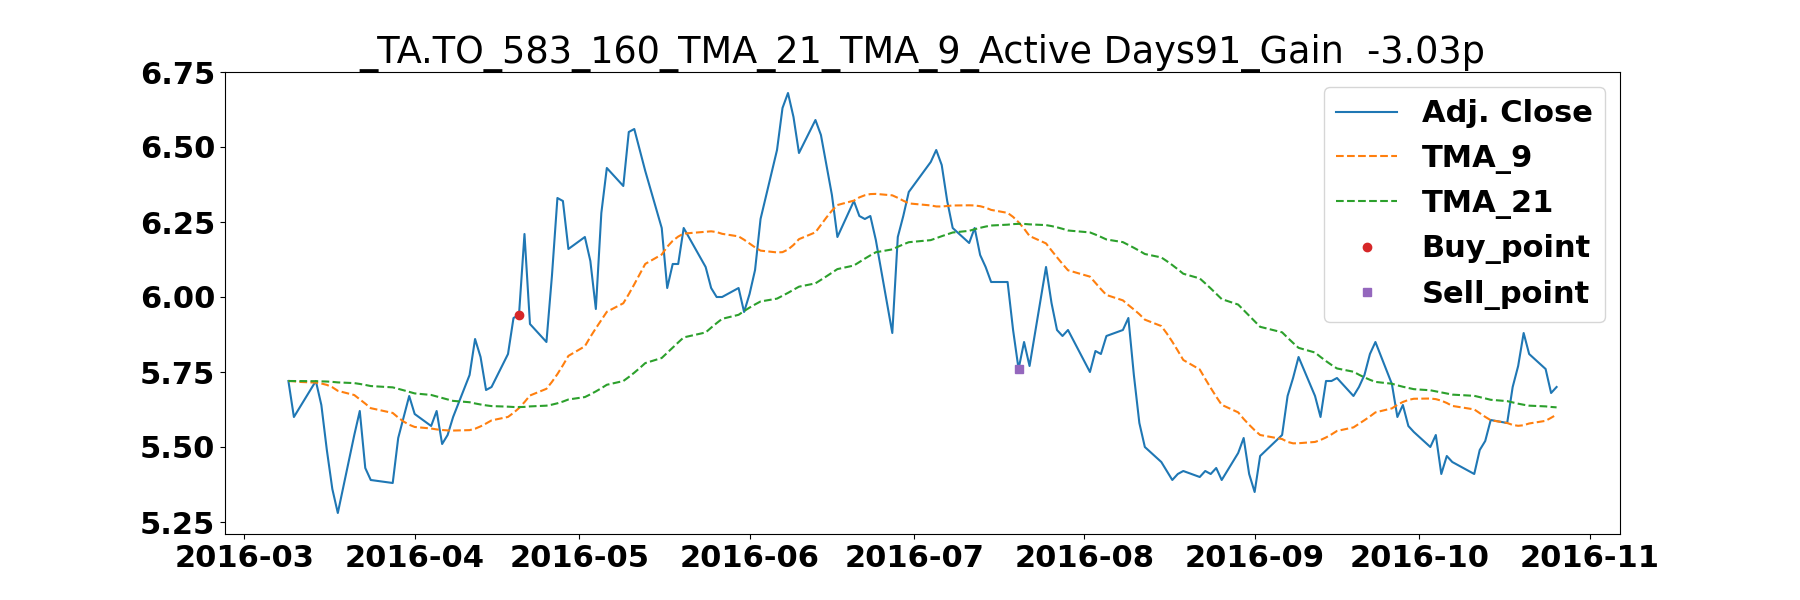 _TA.TO_583_160_TMA_21_TMA_9_Active Days91_Gain  -3.03p
6.75
6.50
6.25
6.00
5.75
5.50
5.25
Adj. Close
TMA_9
TMA_21
Buy_point
Sell_point
2016-03 2016-04 2016-05 2016-06 2016-07 2016-08 2016-09 2016-10 2016-11